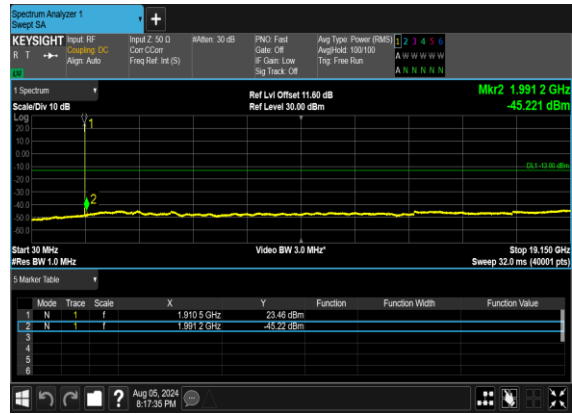 Spectrum Analyzer 1
Swept SA
+
KEYSIGHT Input: RF Input Z: 50 Ω #Atten: 30 dB PNO: Fast Avg Type: Power (RMS) 1 2 3 4 5 6
R T Coupling: DC Corr CCorr Gate: Off Avg|Hold: 100/100 A W W W W W
Align: Auto Freq Ref: Int (S) IF Gain: Low Trig: Free Run
Sig Track: Off A N N N N N
1 Spectrum Ref Lvl Offset 11.60 dB Mkr2 1.991 2 GHz
Scale/Div 10 dB Ref Level 30.00 dBm -45.221 dBm
Log
1
20.0
10.0
0.00
-10.0
DL1 -13.00 dBm
-20.0
-30.0
2
-40.0
-50.0
-60.0
Start 30 MHz Video BW 3.0 MHz* Stop 19.150 GHz
#Res BW 1.0 MHz Sweep 32.0 ms (40001 pts)
5 Marker Table
Mode Trace Scale X Y Function Function Width Function Value
1 N 1 f 1.910 5 GHz 23.46 dBm
2 N 1 f 1.991 2 GHz -45.22 dBm
3
4
5
6
? Aug 05, 2024
8:17:35 PM